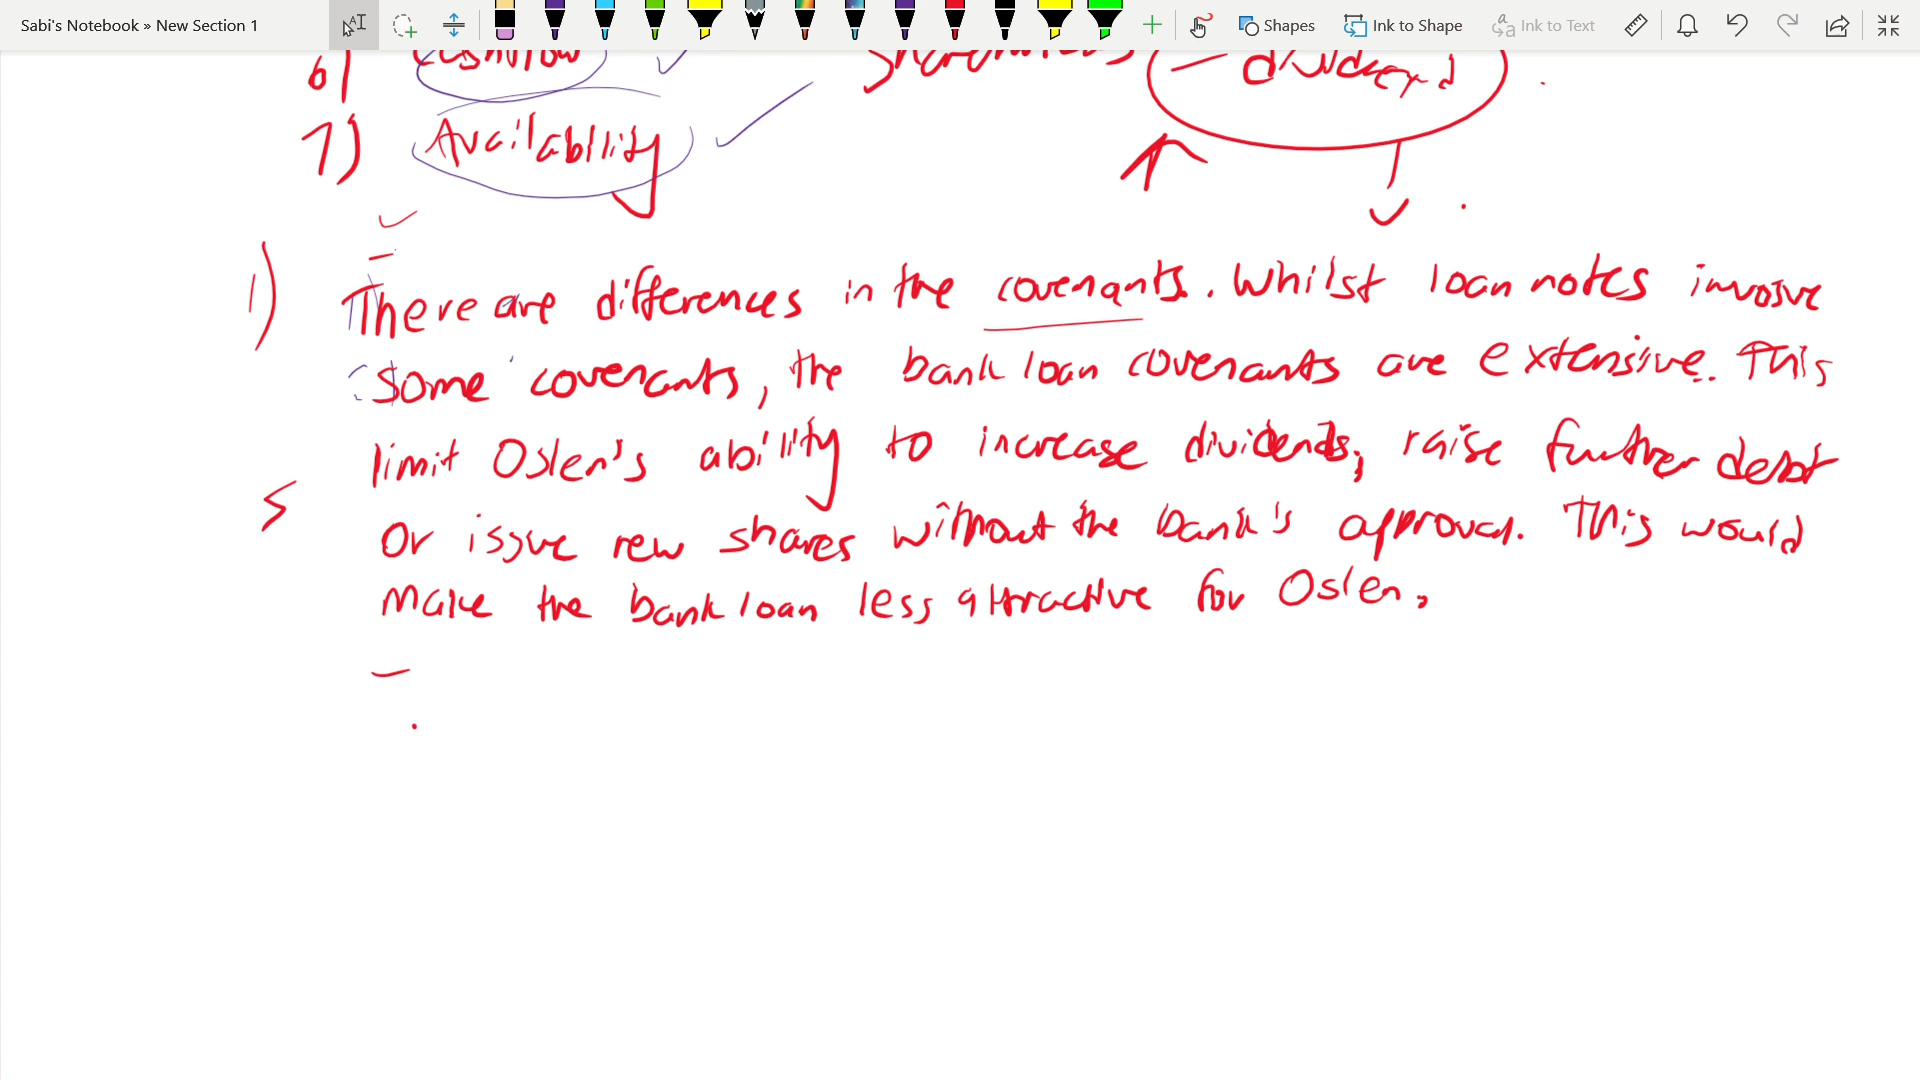 Sabi's Notebook » New Section 1
Shapes
Ink to Shape
Ink to Text
6) Cashflow
- dividend
7) Availability
1) There are differences in the covenants. Whilst loan notes involve
some covenants, the bank loan covenants are extensive. This
limit Oslen's ability to increase dividends, raise further debt
Or issue new shares without the bank's approval. This would
make the bank loan less attractive for Oslen.